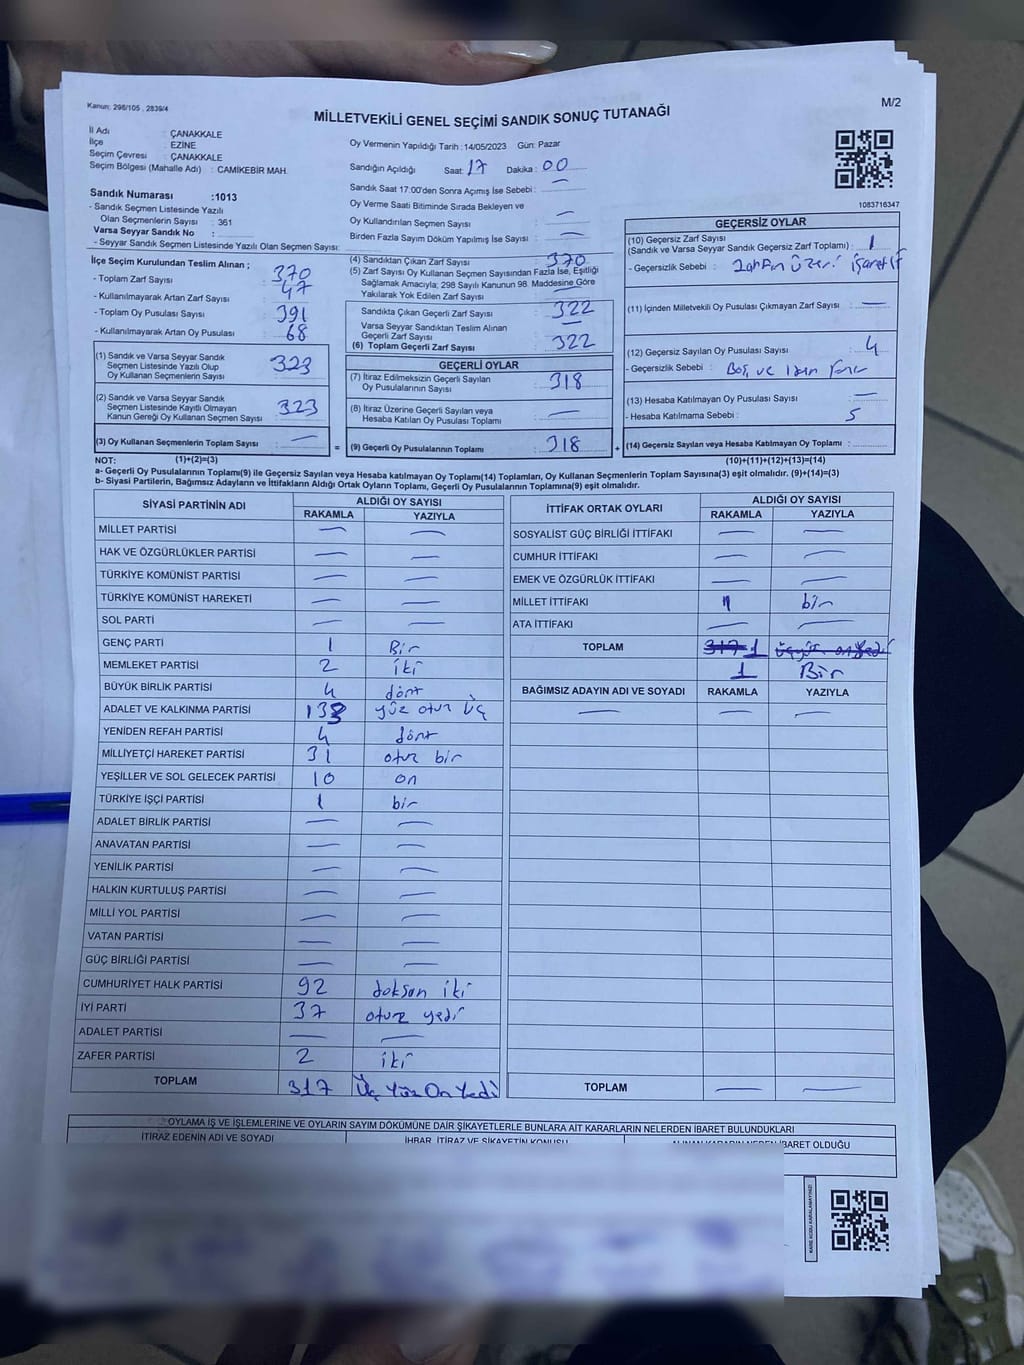 Kanun: 298/105 , 2839/4
M/2
MİLLETVEKİLİ GENEL SEÇİMİ SANDIK SONUÇ TUTANAĞI
İl Adı : ÇANAKKALE
İlçe : EZİNE
Seçim Çevresi : ÇANAKKALE
Seçim Bölgesi (Mahalle Adı) : CAMİKEBİR MAH.
Sandık Numarası :1013
- Sandık Seçmen Listesinde Yazılı
Olan Seçmenlerin Sayısı : 361
Varsa Seyyar Sandık No :
- Seyyar Sandık Seçmen Listesinde Yazılı Olan Seçmen Sayısı:
Oy Vermenin Yapıldığı Tarih :14/05/2023 Gün: Pazar
Sandığın Açıldığı Saat: 17 Dakika : 00
Sandık Saat 17:00'den Sonra Açımış İse Sebebi : —
Oy Verme Saati Bitiminde Sırada Bekleyen ve
Oy Kullandırılan Seçmen Sayısı : —
Birden Fazla Sayım Döküm Yapılmış İse Sayısı : —
1083716347
İlçe Seçim Kurulundan Teslim Alınan ;
- Toplam Zarf Sayısı : 370
- Kullanılmayarak Artan Zarf Sayısı : 47
- Toplam Oy Pusulası Sayısı : 391
- Kullanılmayarak Artan Oy Pusulası : 68
(1) Sandık ve Varsa Seyyar Sandık
Seçmen Listesinde Yazılı Olup
Oy Kullanan Seçmenlerin Sayısı : 323
(2) Sandık ve Varsa Seyyar Sandık
Seçmen Listesinde Kayıtlı Olmayan
Kanun Gereği Oy Kullanan Seçmen Sayısı : 323
(3) Oy Kullanan Seçmenlerin Toplam Sayısı : —
(4) Sandıktan Çıkan Zarf Sayısı : 370
(5) Zarf Sayısı Oy Kullanan Seçmen Sayısından Fazla İse, Eşitliği
Sağlamak Amacıyla; 298 Sayılı Kanunun 98. Maddesine Göre
Yakılarak Yok Edilen Zarf Sayısı : —
Sandıkta Çıkan Geçerli Zarf Sayısı : 322
Varsa Seyyar Sandıktan Teslim Alınan
Geçerli Zarf Sayısı : —
(6) Toplam Geçerli Zarf Sayısı : 322
GEÇERLİ OYLAR
(7) İtiraz Edilmeksizin Geçerli Sayılan
Oy Pusulalarının Sayısı : 318
(8) İtiraz Üzerine Geçerli Sayılan veya
Hesaba Katılan Oy Pusulası Toplamı : —
= (9) Geçerli Oy Pusulalarının Toplamı : 318
GEÇERSİZ OYLAR
(10) Geçersiz Zarf Sayısı
(Sandık ve Varsa Seyyar Sandık Geçersiz Zarf Toplamı) : 1
- Geçersizlik Sebebi : Zarfın üzeri işaretli
(11) İçinden Milletvekili Oy Pusulası Çıkmayan Zarf Sayısı : —
(12) Geçersiz Sayılan Oy Pusulası Sayısı : 4
- Geçersizlik Sebebi : Boş ve
(13) Hesaba Katılmayan Oy Pusulası Sayısı : —
- Hesaba Katılmama Sebebi : 5
+ (14) Geçersiz Sayılan veya Hesaba Katılmayan Oy Toplamı :
NOT: (1)+(2)=(3) (10)+(11)+(12)+(13)=(14)
a- Geçerli Oy Pusulalarının Toplamı(9) ile Geçersiz Sayılan veya Hesaba katılmayan Oy Toplamı(14) Toplamları, Oy Kullanan Seçmenlerin Toplam Sayısına(3) eşit olmalıdır. (9)+(14)=(3)
b- Siyasi Partilerin, Bağımsız Adayların ve İttifakların Aldığı Ortak Oyların Toplamı, Geçerli Oy Pusulalarının Toplamına(9) eşit olmalıdır.
SİYASİ PARTİNİN ADI ALDIĞI OY SAYISI
RAKAMLA YAZIYLA
MİLLET PARTİSİ — —
HAK VE ÖZGÜRLÜKLER PARTİSİ — —
TÜRKİYE KOMÜNİST PARTİSİ — —
TÜRKİYE KOMÜNİST HAREKETİ — —
SOL PARTİ — —
GENÇ PARTİ 1 Bir
MEMLEKET PARTİSİ 2 iki
BÜYÜK BİRLİK PARTİSİ 4 dört
ADALET VE KALKINMA PARTİSİ 133 yüz otuz üç
YENİDEN REFAH PARTİSİ 4 dört
MİLLİYETÇİ HAREKET PARTİSİ 31 otuz bir
YEŞİLLER VE SOL GELECEK PARTİSİ 10 on
TÜRKİYE İŞÇİ PARTİSİ 1 bir
ADALET BİRLİK PARTİSİ — —
ANAVATAN PARTİSİ — —
YENİLİK PARTİSİ — —
HALKIN KURTULUŞ PARTİSİ — —
MİLLİ YOL PARTİSİ — —
VATAN PARTİSİ — —
GÜÇ BİRLİĞİ PARTİSİ — —
CUMHURİYET HALK PARTİSİ 92 doksan iki
İYİ PARTİ 37 otuz yedi
ADALET PARTİSİ — —
ZAFER PARTİSİ 2 iki
TOPLAM 317 Üç Yüz On Yedi
İTTİFAK ORTAK OYLARI ALDIĞI OY SAYISI
RAKAMLA YAZIYLA
SOSYALİST GÜÇ BİRLİĞİ İTTİFAKI — —
CUMHUR İTTİFAKI — —
EMEK VE ÖZGÜRLÜK İTTİFAKI — —
MİLLET İTTİFAKI 1 bir
ATA İTTİFAKI — —
TOPLAM 317 1 üçyüz onyedi
1 Bir
BAĞIMSIZ ADAYIN ADI VE SOYADI RAKAMLA YAZIYLA
— — —
TOPLAM — —
OYLAMA İŞ VE İŞLEMLERİNE VE OYLARIN SAYIM DÖKÜMÜNE DAİR ŞİKAYETLERLE BUNLARA AİT KARARLARIN NELERDEN İBARET BULUNDUKLARI
İTİRAZ EDENİN ADI VE SOYADI İHBAR, İTİRAZ VE ŞİKAYETİN KONUSU ALINAN KARARIN NEDEN İBARET OLDUĞU
KARE KODU KARALAMAYINIZ!